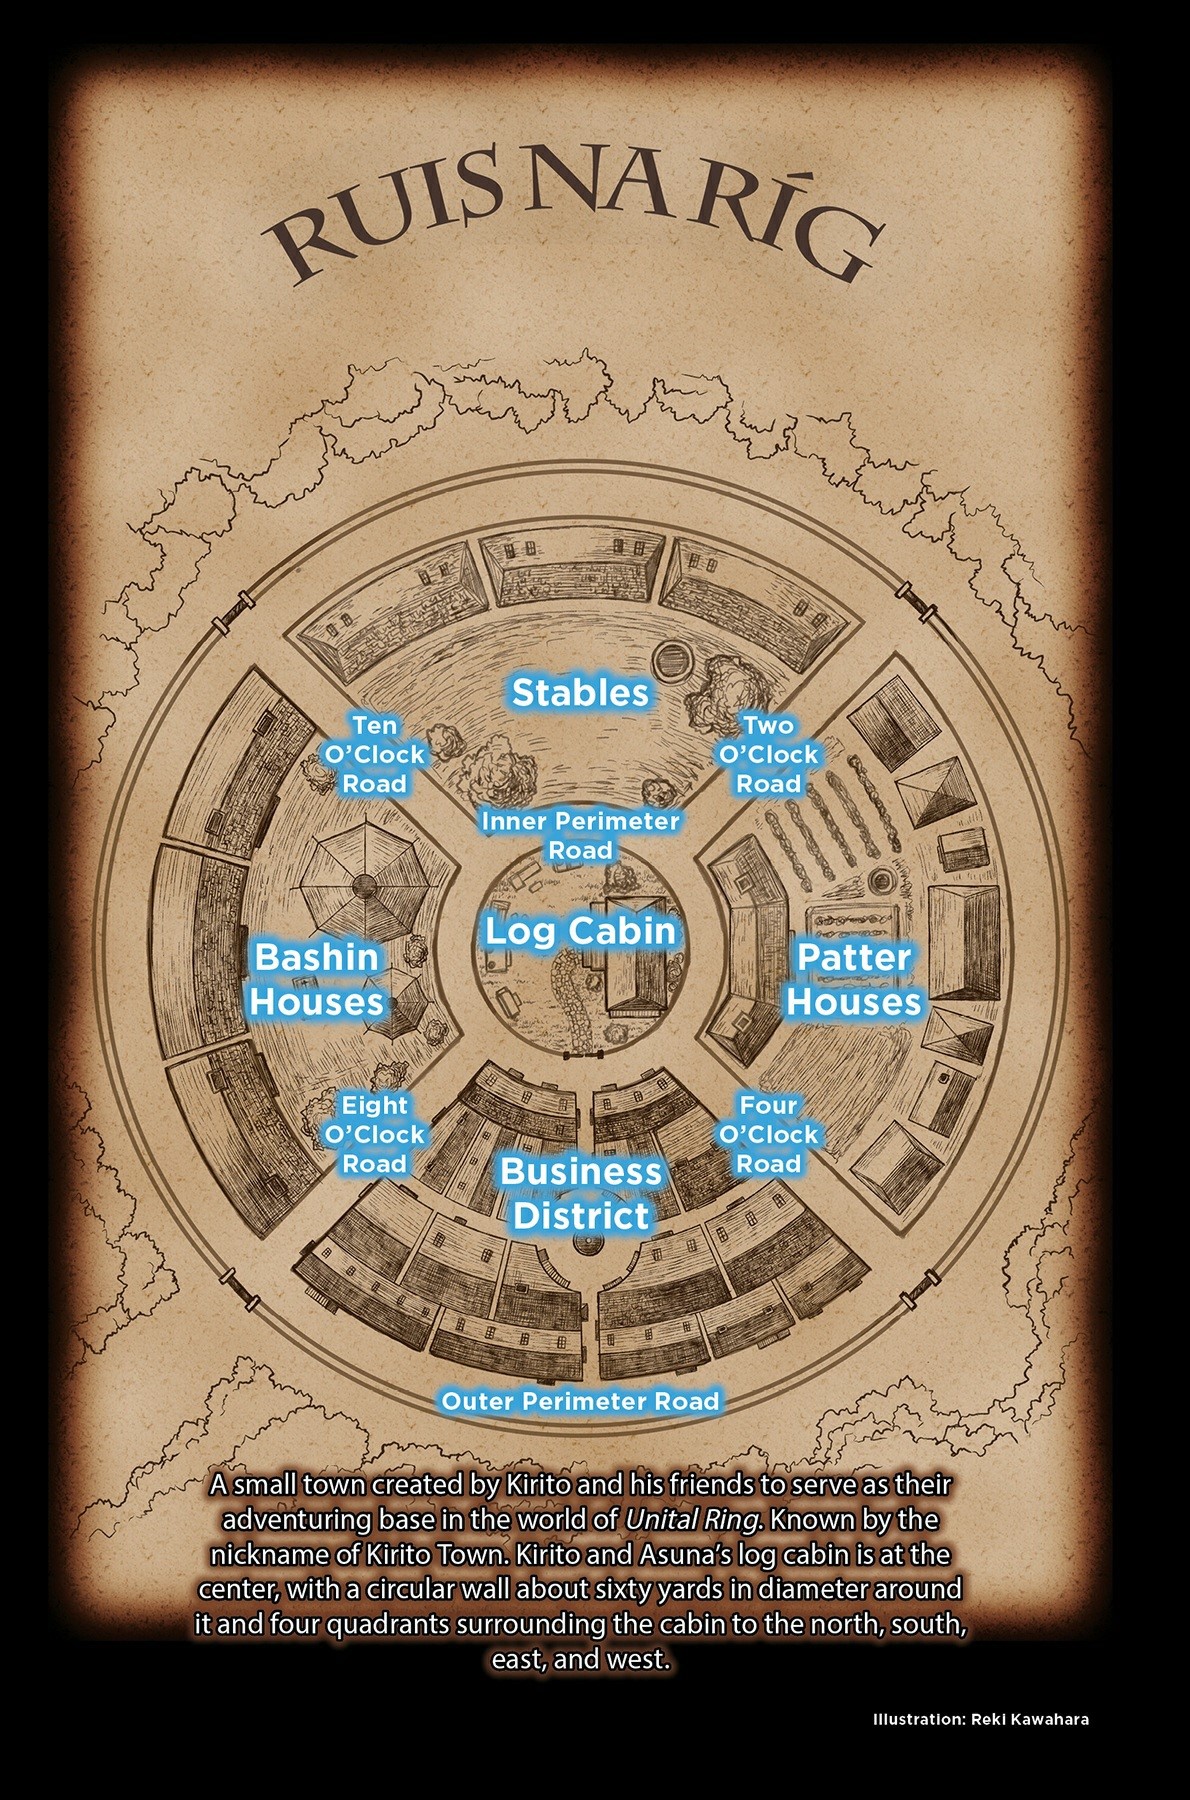 RUIS NA RÍG
Stables
Ten
O'Clock
Road
Two
O'Clock
Road
Inner Perimeter
Road
Log Cabin
Bashin
Houses
Patter
Houses
Eight
O'Clock
Road
Four
O'Clock
Road
Business
District
Outer Perimeter Road
A small town created by Kirito and his friends to serve as their
adventuring base in the world of Unital Ring. Known by the
nickname of Kirito Town. Kirito and Asuna's log cabin is at the
center, with a circular wall about sixty yards in diameter around
it and four quadrants surrounding the cabin to the north, south,
east, and west.
Illustration: Reki Kawahara